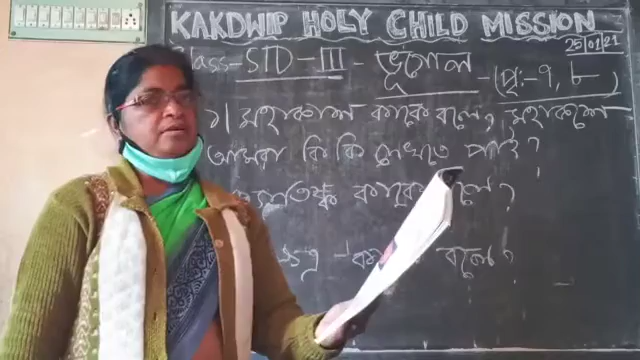 KAKDWIP HOLY CHILD MISSION
Class-STD-III - ভূগোল - (পৃ:-৭,৮
25/01/21
১| মহাকাশ কাকে বলে, মহাকাশে
আমরা কি কি দেখতে পাই?
বলে?
বলে?